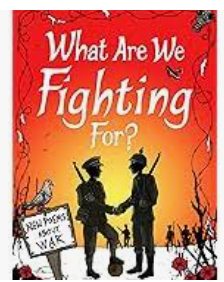 What Are We
Fighting
For?
NEW POEMS
ABOUT
WAR